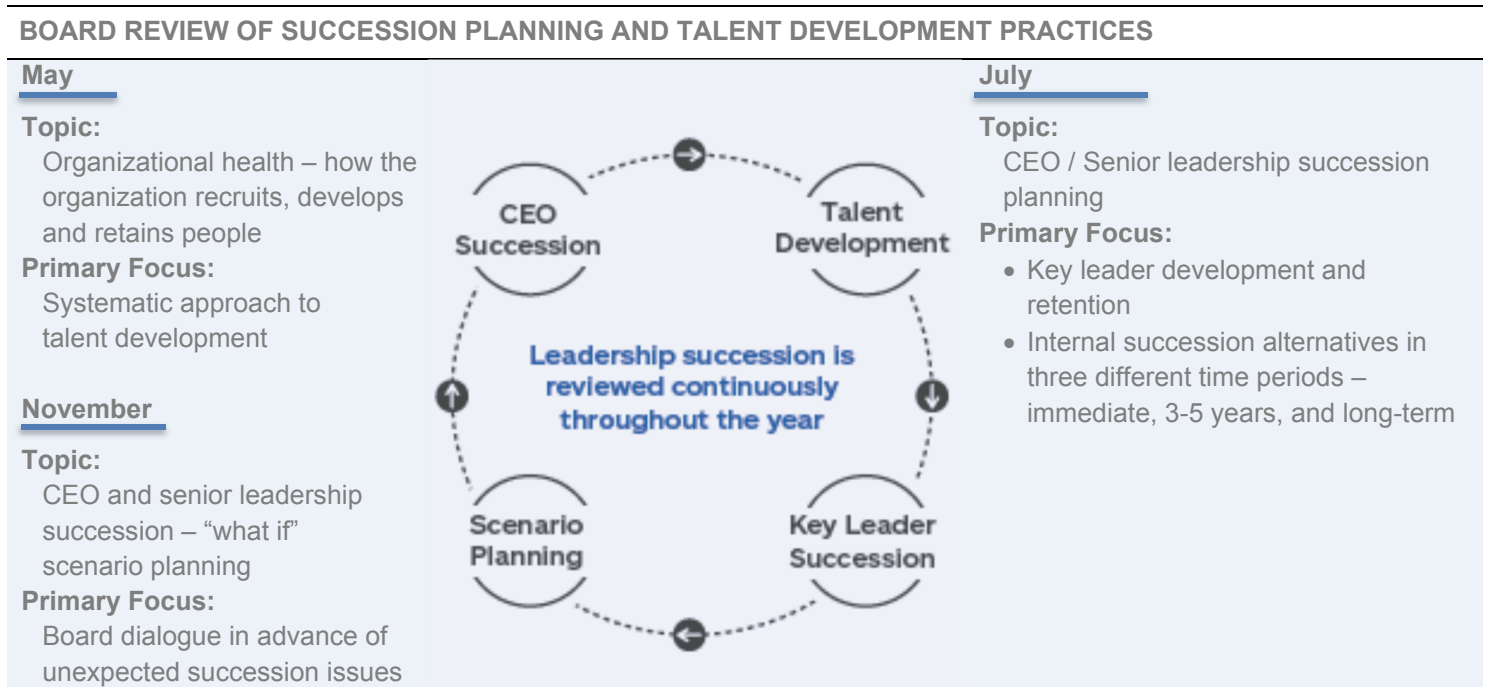 BOARD REVIEW OF SUCCESSION PLANNING AND TALENT DEVELOPMENT PRACTICES
May
Topic:
Organizational health – how the
organization recruits, develops
and retains people
Primary Focus:
Systematic approach to
talent development
November
Topic:
CEO and senior leadership
succession – “what if”
scenario planning
Primary Focus:
Board dialogue in advance of
unexpected succession issues
CEO
Succession
Talent
Development
Leadership succession is
reviewed continuously
throughout the year
Scenario
Planning
Key Leader
Succession
July
Topic:
CEO / Senior leadership succession
planning
Primary Focus:
• Key leader development and
retention
• Internal succession alternatives in
three different time periods –
immediate, 3-5 years, and long-term